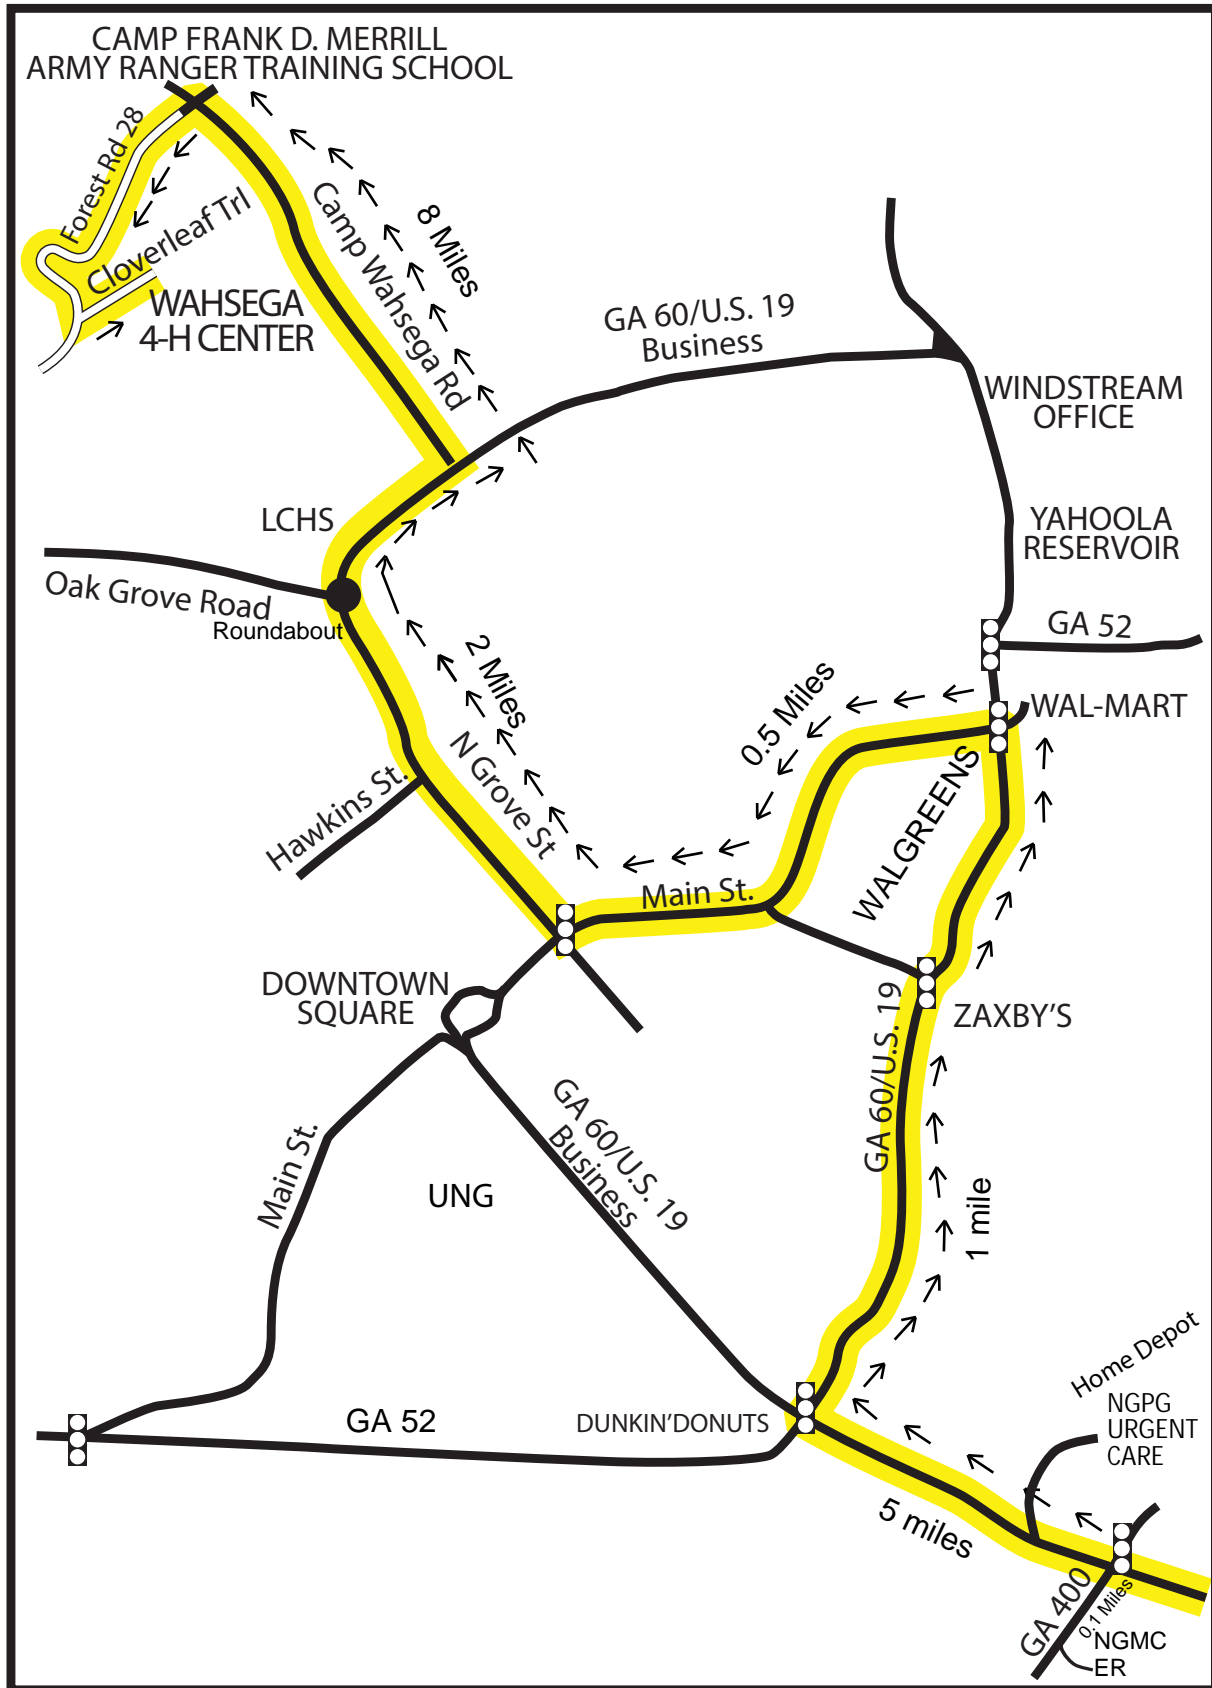 CAMP FRANK D. MERRILL
ARMY RANGER TRAINING SCHOOL
Forest Rd 28
Cloverleaf Trl
WAHSEGA
4-H CENTER
Camp Wahsega Rd
8 Miles
GA 60/U.S. 19
Business
WINDSTREAM
OFFICE
LCHS
YAHOOLA
RESERVOIR
Oak Grove Road
Roundabout
GA 52
2 Miles
0.5 Miles
WAL-MART
N Grove St
Hawkins St.
WALGREENS
Main St.
DOWNTOWN
SQUARE
GA 60/U.S. 19
ZAXBY'S
GA 60/U.S. 19
Business
Main St.
UNG
1 mile
Home Depot
GA 52
DUNKIN'DONUTS
NGPG
URGENT
CARE
5 miles
GA 400
0.1 Miles
NGMC
ER